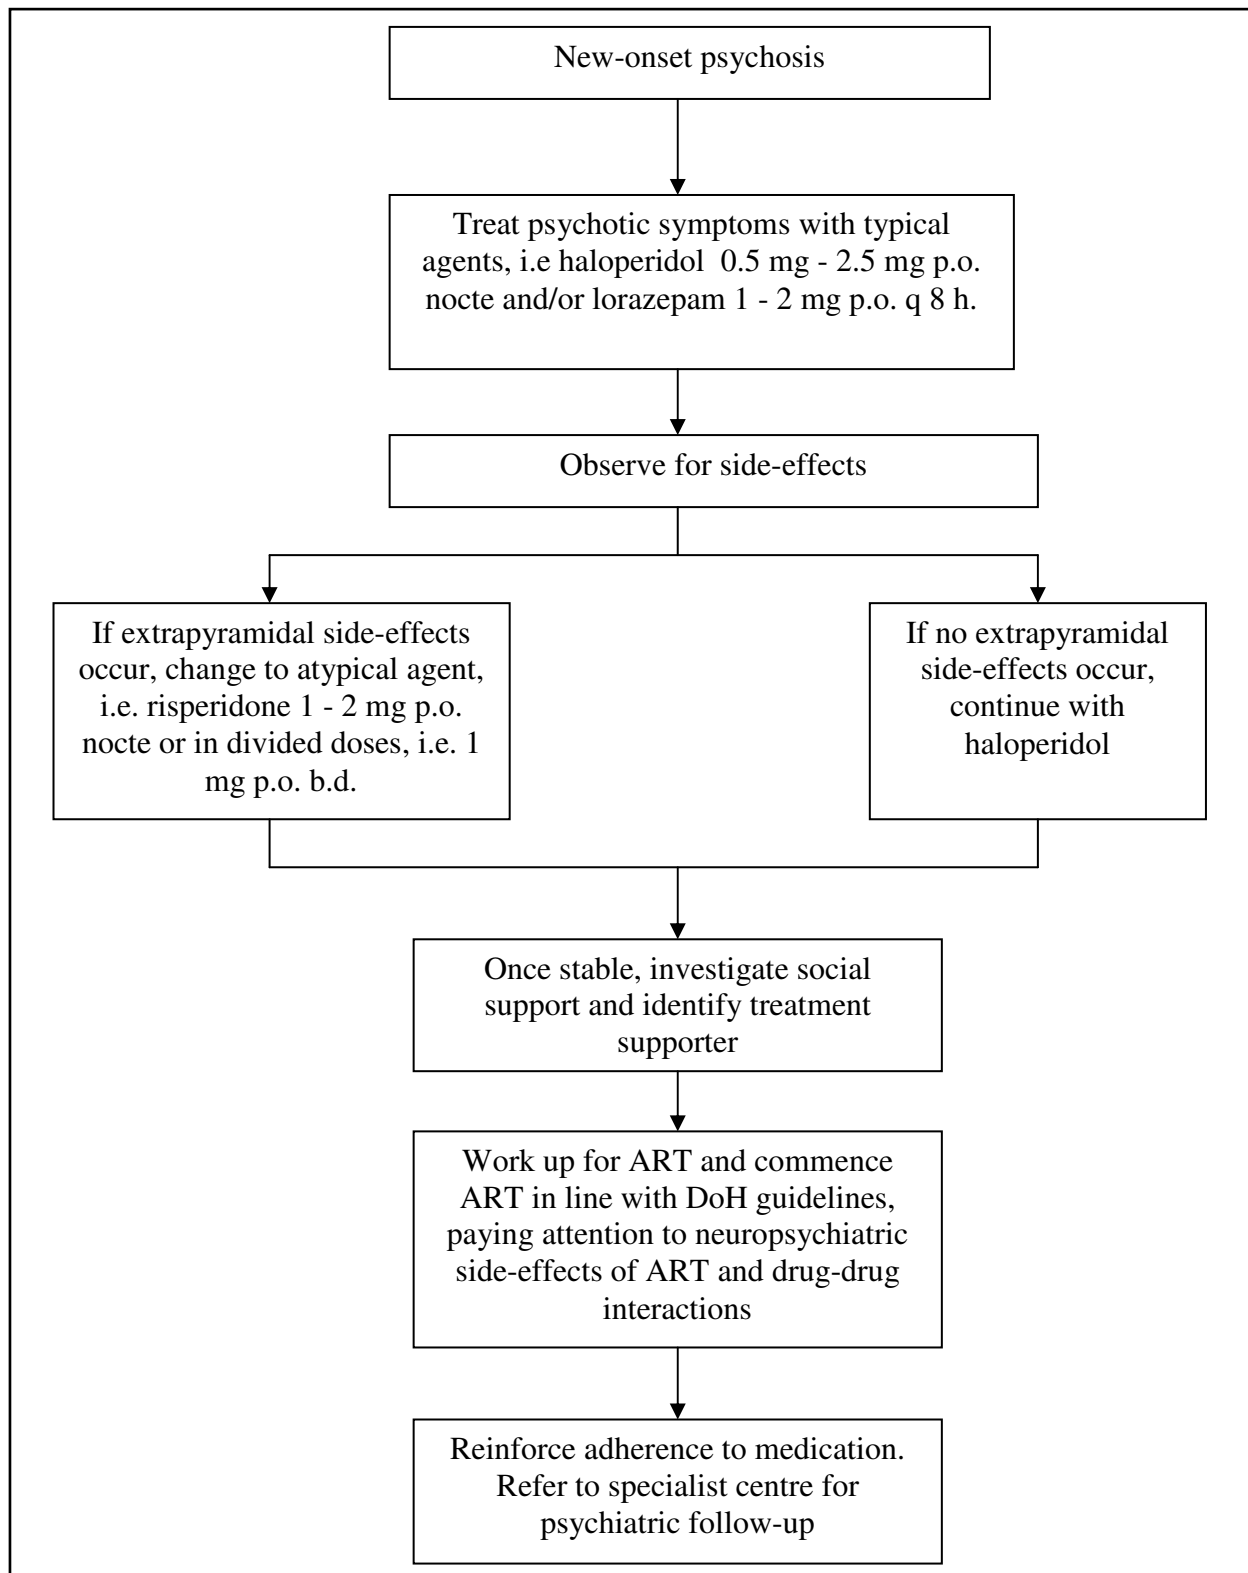 New-onset psychosis
Treat psychotic symptoms with typical
agents, i.e haloperidol 0.5 mg - 2.5 mg p.o.
nocte and/or lorazepam 1 - 2 mg p.o. q 8 h.
Observe for side-effects
If extrapyramidal side-effects
occur, change to atypical agent,
i.e. risperidone 1 - 2 mg p.o.
nocte or in divided doses, i.e. 1
mg p.o. b.d.
If no extrapyramidal
side-effects occur,
continue with
haloperidol
Once stable, investigate social
support and identify treatment
supporter
Work up for ART and commence
ART in line with DoH guidelines,
paying attention to neuropsychiatric
side-effects of ART and drug-drug
interactions
Reinforce adherence to medication.
Refer to specialist centre for
psychiatric follow-up